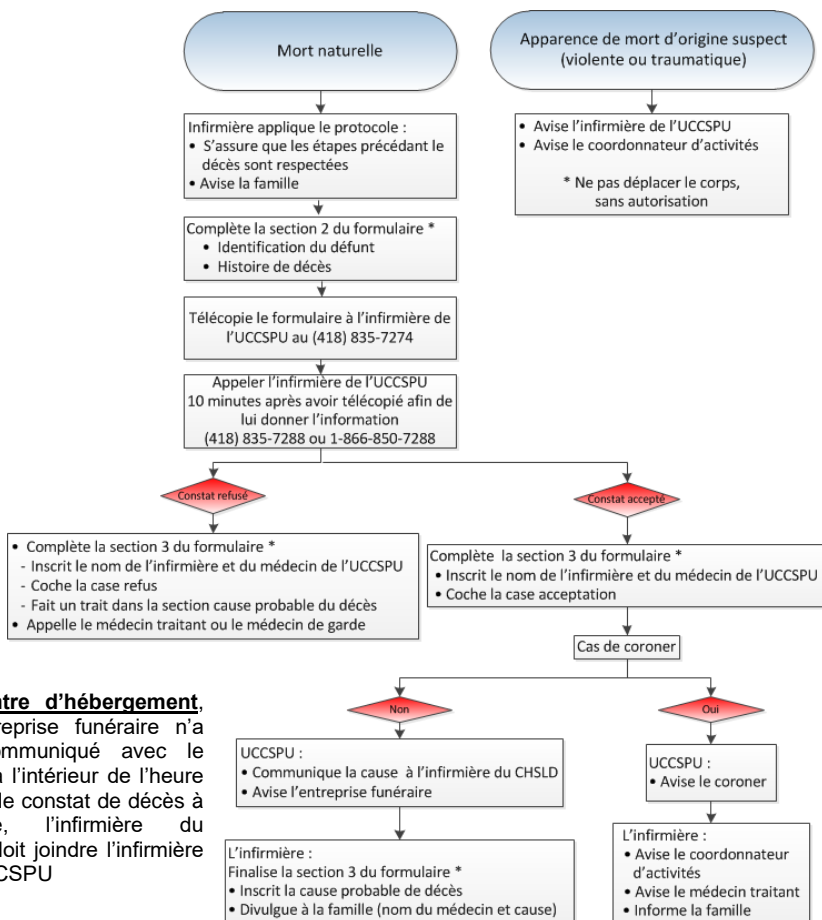 Mort naturelle
Apparence de mort d'origine suspect
(violente ou traumatique)
Infirmière applique le protocole :
• S'assure que les étapes précédant le
décès sont respectées
• Avise la famille
• Avise l'infirmière de l'UCCSPU
• Avise le coordonnateur d'activités
* Ne pas déplacer le corps,
sans autorisation
Complète la section 2 du formulaire *
• Identification du défunt
• Histoire de décès
Télécopie le formulaire à l'infirmière de
l'UCCSPU au (418) 835-7274
Appeler l'infirmière de l'UCCSPU
10 minutes après avoir télécopié afin de
lui donner l'information
(418) 835-7288 ou 1-866-850-7288
Constat refusé
Constat accepté
• Complète la section 3 du formulaire *
- Inscrit le nom de l'infirmière et du médecin de l'UCCSPU
- Coche la case refus
- Fait un trait dans la section cause probable du décès
• Appelle le médecin traitant ou le médecin de garde
Complète la section 3 du formulaire *
• Inscrit le nom de l'infirmière et du médecin de l'UCCSPU
• Coche la case acceptation
Cas de coroner
Non
Oui
ntre d'hébergement,
reprise funéraire n'a
mmuniqué avec le
à l'intérieur de l'heure
le constat de décès à
e, l'infirmière du
doit joindre l'infirmière
CSPU
UCCSPU :
• Communique la cause à l'infirmière du CHSLD
• Avise l'entreprise funéraire
UCCSPU :
• Avise le coroner
L'infirmière :
Finalise la section 3 du formulaire *
• Inscrit la cause probable de décès
• Divulgue à la famille (nom du médecin et cause)
L'infirmière :
• Avise le coordonnateur
d'activités
• Avise le médecin traitant
• Informe la famille